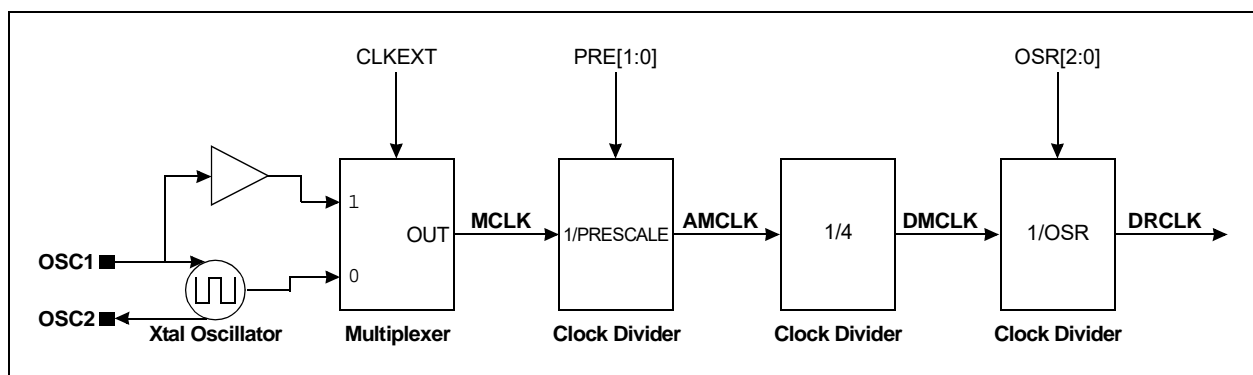 CLKEXT
PRE[1:0]
OSR[2:0]
1
OUT
MCLK
1/PRESCALE
AMCLK
1/4
DMCLK
1/OSR
DRCLK
OSC1
0
OSC2
Xtal Oscillator
Multiplexer
Clock Divider
Clock Divider
Clock Divider